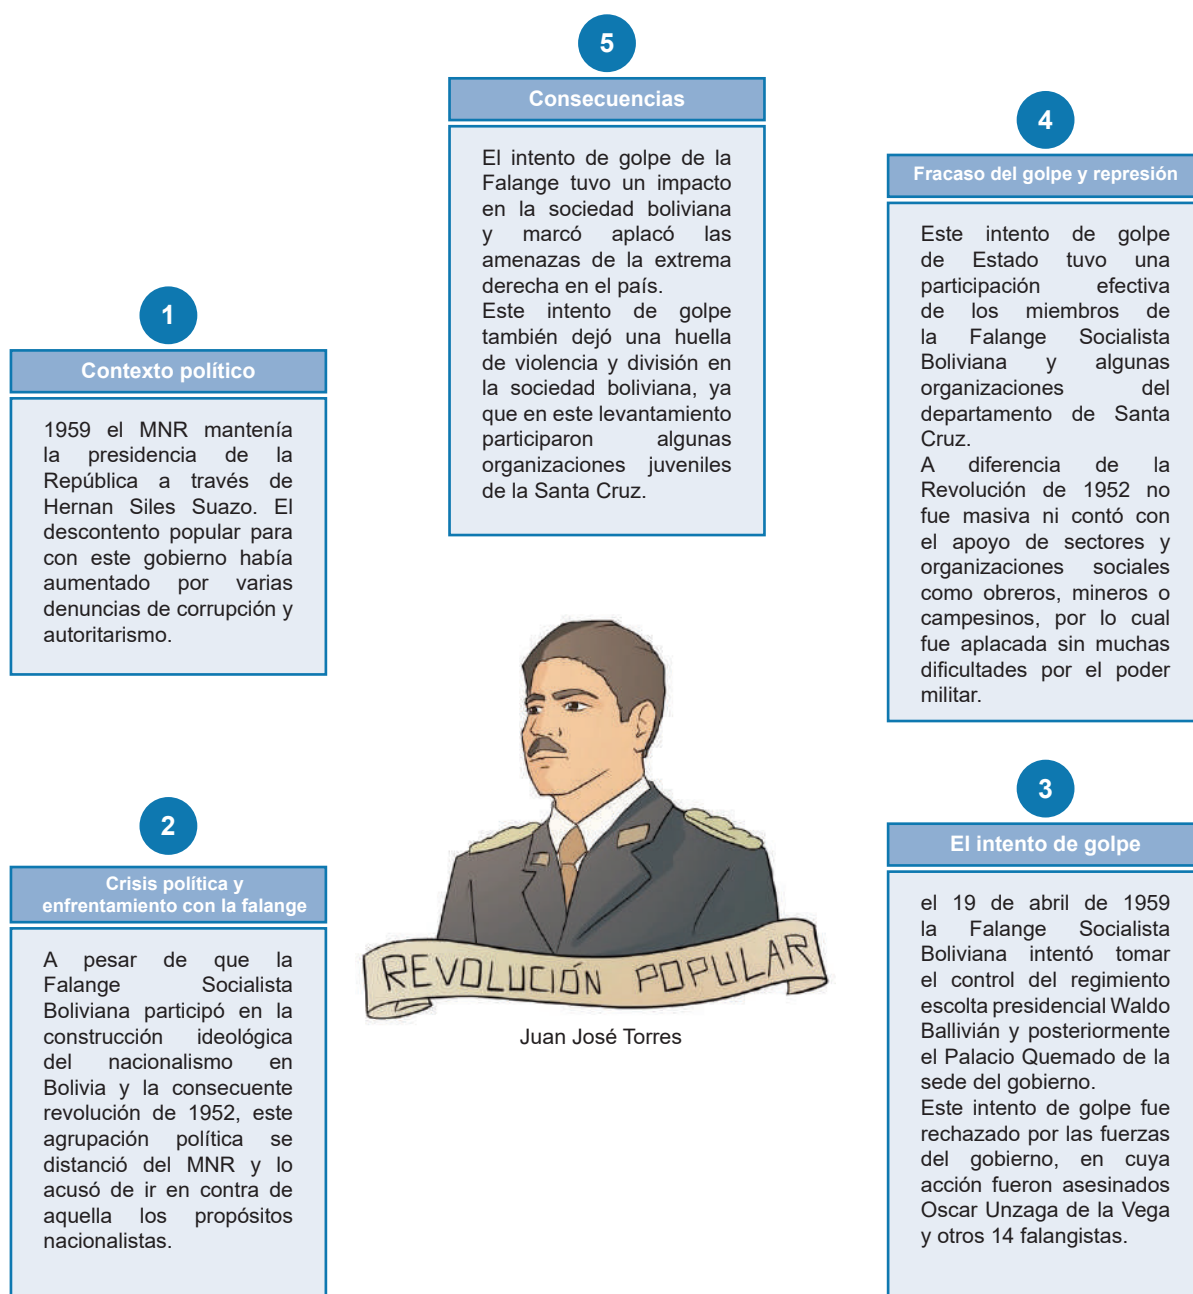 1
Contexto político
1959 el MNR mantenía
la presidencia de la
República a través de
Hernan Siles Suazo. El
descontento popular para
con este gobierno había
aumentado por varias
denuncias de corrupción y
autoritarismo.
2
Crisis política y
enfrentamiento con la falange
A pesar de que la
Falange Socialista
Boliviana participó en la
construcción ideológica
del nacionalismo en
Bolivia y la consecuente
revolución de 1952, este
agrupación política se
distanció del MNR y lo
acusó de ir en contra de
aquella los propósitos
nacionalistas.
3
El intento de golpe
el 19 de abril de 1959
la Falange Socialista
Boliviana intentó tomar
el control del regimiento
escolta presidencial Waldo
Ballivián y posteriormente
el Palacio Quemado de la
sede del gobierno.
Este intento de golpe fue
rechazado por las fuerzas
del gobierno, en cuya
acción fueron asesinados
Oscar Unzaga de la Vega
y otros 14 falangistas.
4
Fracaso del golpe y represión
Este intento de golpe
de Estado tuvo una
participación efectiva
de los miembros de
la Falange Socialista
Boliviana y algunas
organizaciones del
departamento de Santa
Cruz.
A diferencia de la
Revolución de 1952 no
fue masiva ni contó con
el apoyo de sectores y
organizaciones sociales
como obreros, mineros o
campesinos, por lo cual
fue aplacada sin muchas
dificultades por el poder
militar.
5
Consecuencias
El intento de golpe de la
Falange tuvo un impacto
en la sociedad boliviana
y marcó aplacó las
amenazas de la extrema
derecha en el país.
Este intento de golpe
también dejó una huella
de violencia y división en
la sociedad boliviana, ya
que en este levantamiento
participaron algunas
organizaciones juveniles
de la Santa Cruz.
REVOLUCIÓN POPULAR
Juan José Torres